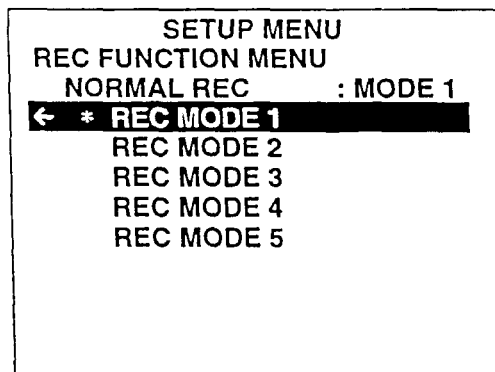 SETUP MENU
REC FUNCTION MENU
NORMAL REC : MODE 1
← * REC MODE 1
REC MODE 2
REC MODE 3
REC MODE 4
REC MODE 5